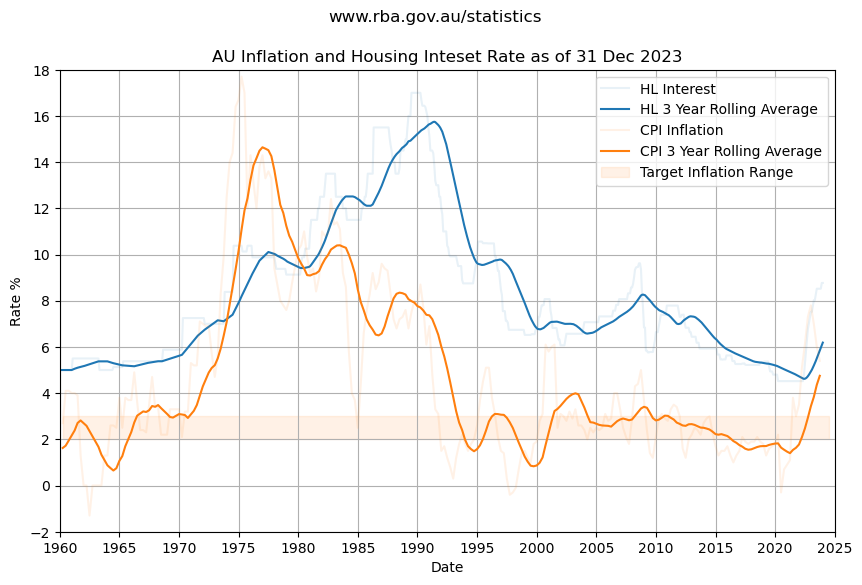 www.rba.gov.au/statistics
AU Inflation and Housing Inteset Rate as of 31 Dec 2023
HL Interest
HL 3 Year Rolling Average
CPI Inflation
CPI 3 Year Rolling Average
Target Inflation Range
Rate %
18
16
14
12
10
8
6
4
2
0
−2
1960 1965 1970 1975 1980 1985 1990 1995 2000 2005 2010 2015 2020 2025
Date